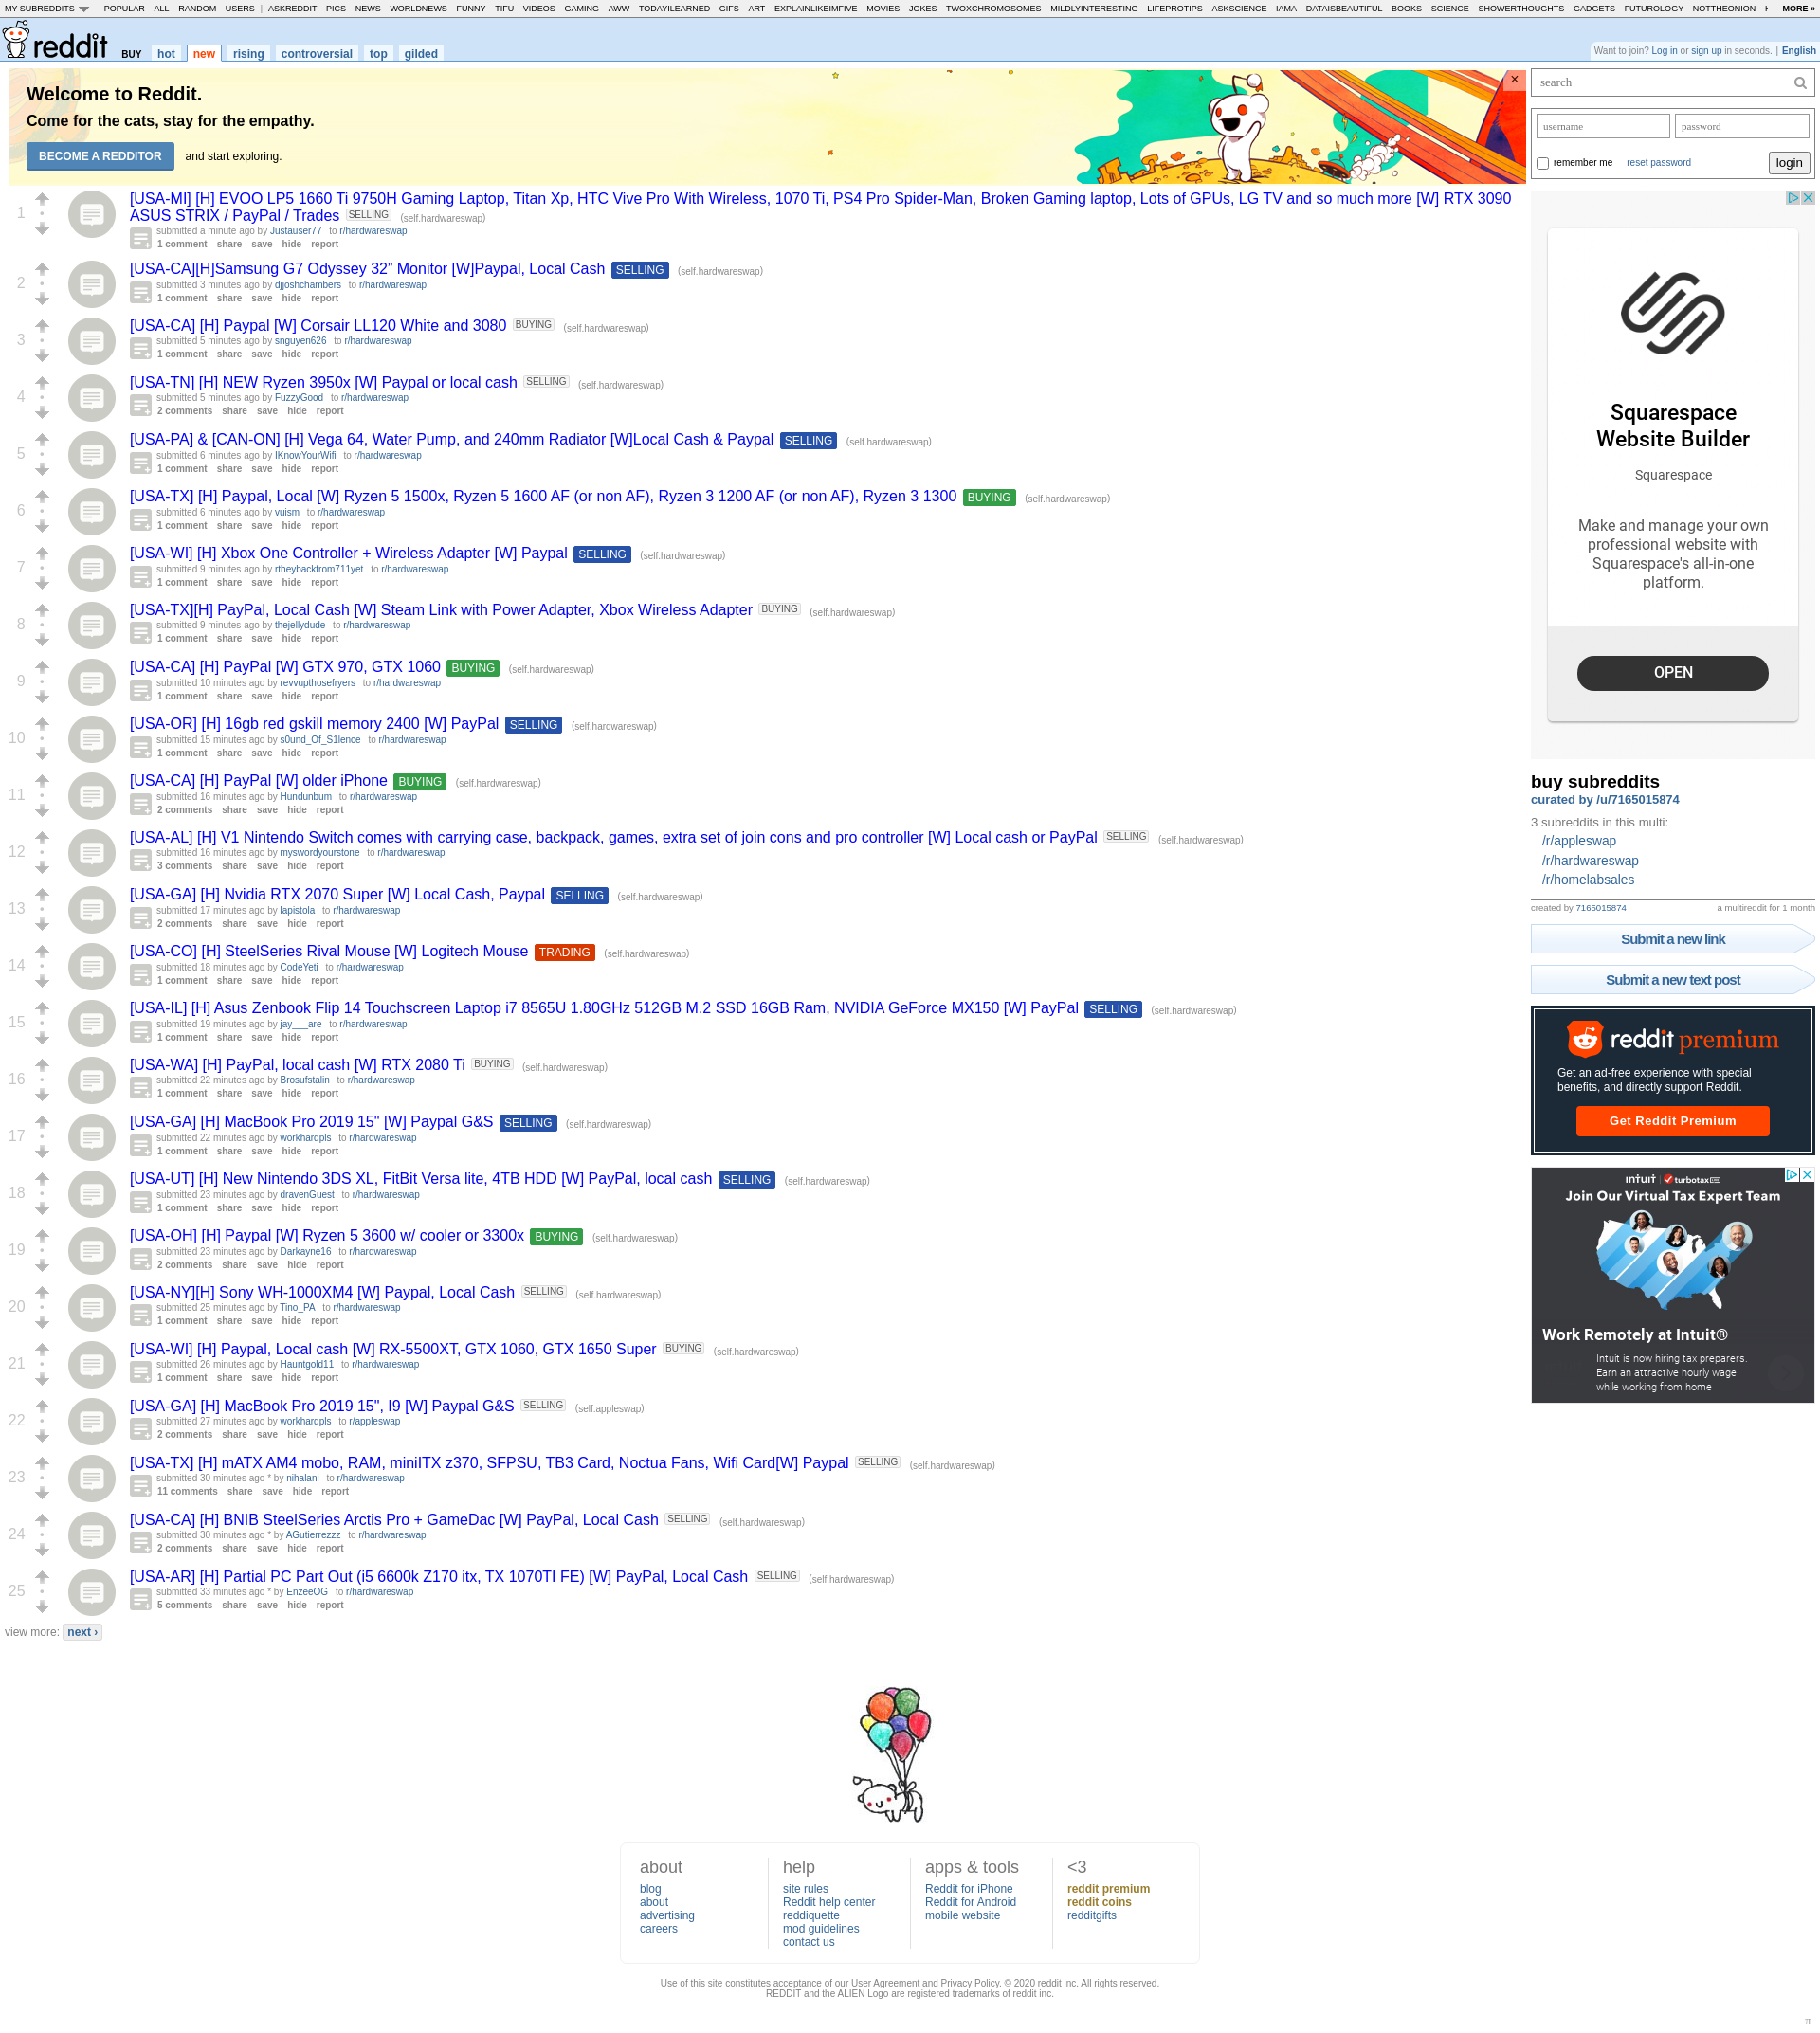 MY SUBREDDITS POPULAR - ALL - RANDOM - USERS | ASKREDDIT - PICS - NEWS - WORLDNEWS - FUNNY - TIFU - VIDEOS - GAMING - AWW - TODAYILEARNED - GIFS - ART - EXPLAINLIKEIMFIVE - MOVIES - JOKES - TWOXCHROMOSOMES - MILDLYINTERESTING - LIFEPROTIPS - ASKSCIENCE - IAMA - DATAISBEAUTIFUL - BOOKS - SCIENCE - SHOWERTHOUGHTS - GADGETS - FUTUROLOGY - NOTTHEONION - MORE »
reddit BUY hot new rising controversial top gilded
Want to join? Log in or sign up in seconds. | English
Welcome to Reddit.
Come for the cats, stay for the empathy.
BECOME A REDDITOR and start exploring.
×
1
[USA-MI] [H] EVOO LP5 1660 Ti 9750H Gaming Laptop, Titan Xp, HTC Vive Pro With Wireless, 1070 Ti, PS4 Pro Spider-Man, Broken Gaming laptop, Lots of GPUs, LG TV and so much more [W] RTX 3090
ASUS STRIX / PayPal / Trades SELLING (self.hardwareswap)
submitted a minute ago by Justauser77 to r/hardwareswap
1 comment share save hide report
2
[USA-CA][H]Samsung G7 Odyssey 32” Monitor [W]Paypal, Local Cash SELLING (self.hardwareswap)
submitted 3 minutes ago by djjoshchambers to r/hardwareswap
1 comment share save hide report
3
[USA-CA] [H] Paypal [W] Corsair LL120 White and 3080 BUYING (self.hardwareswap)
submitted 5 minutes ago by snguyen626 to r/hardwareswap
1 comment share save hide report
4
[USA-TN] [H] NEW Ryzen 3950x [W] Paypal or local cash SELLING (self.hardwareswap)
submitted 5 minutes ago by FuzzyGood to r/hardwareswap
2 comments share save hide report
5
[USA-PA] & [CAN-ON] [H] Vega 64, Water Pump, and 240mm Radiator [W]Local Cash & Paypal SELLING (self.hardwareswap)
submitted 6 minutes ago by IKnowYourWifi to r/hardwareswap
1 comment share save hide report
6
[USA-TX] [H] Paypal, Local [W] Ryzen 5 1500x, Ryzen 5 1600 AF (or non AF), Ryzen 3 1200 AF (or non AF), Ryzen 3 1300 BUYING (self.hardwareswap)
submitted 6 minutes ago by vuism to r/hardwareswap
1 comment share save hide report
7
[USA-WI] [H] Xbox One Controller + Wireless Adapter [W] Paypal SELLING (self.hardwareswap)
submitted 9 minutes ago by rtheybackfrom711yet to r/hardwareswap
1 comment share save hide report
8
[USA-TX][H] PayPal, Local Cash [W] Steam Link with Power Adapter, Xbox Wireless Adapter BUYING (self.hardwareswap)
submitted 9 minutes ago by thejellydude to r/hardwareswap
1 comment share save hide report
9
[USA-CA] [H] PayPal [W] GTX 970, GTX 1060 BUYING (self.hardwareswap)
submitted 10 minutes ago by revvupthosefryers to r/hardwareswap
1 comment share save hide report
10
[USA-OR] [H] 16gb red gskill memory 2400 [W] PayPal SELLING (self.hardwareswap)
submitted 15 minutes ago by s0und_Of_S1lence to r/hardwareswap
1 comment share save hide report
11
[USA-CA] [H] PayPal [W] older iPhone BUYING (self.hardwareswap)
submitted 16 minutes ago by Hundunbum to r/hardwareswap
2 comments share save hide report
12
[USA-AL] [H] V1 Nintendo Switch comes with carrying case, backpack, games, extra set of join cons and pro controller [W] Local cash or PayPal SELLING (self.hardwareswap)
submitted 16 minutes ago by myswordyourstone to r/hardwareswap
3 comments share save hide report
13
[USA-GA] [H] Nvidia RTX 2070 Super [W] Local Cash, Paypal SELLING (self.hardwareswap)
submitted 17 minutes ago by lapistola to r/hardwareswap
2 comments share save hide report
14
[USA-CO] [H] SteelSeries Rival Mouse [W] Logitech Mouse TRADING (self.hardwareswap)
submitted 18 minutes ago by CodeYeti to r/hardwareswap
1 comment share save hide report
15
[USA-IL] [H] Asus Zenbook Flip 14 Touchscreen Laptop i7 8565U 1.80GHz 512GB M.2 SSD 16GB Ram, NVIDIA GeForce MX150 [W] PayPal SELLING (self.hardwareswap)
submitted 19 minutes ago by jay___are to r/hardwareswap
1 comment share save hide report
16
[USA-WA] [H] PayPal, local cash [W] RTX 2080 Ti BUYING (self.hardwareswap)
submitted 22 minutes ago by Brosufstalin to r/hardwareswap
1 comment share save hide report
17
[USA-GA] [H] MacBook Pro 2019 15" [W] Paypal G&S SELLING (self.hardwareswap)
submitted 22 minutes ago by workhardpls to r/hardwareswap
1 comment share save hide report
18
[USA-UT] [H] New Nintendo 3DS XL, FitBit Versa lite, 4TB HDD [W] PayPal, local cash SELLING (self.hardwareswap)
submitted 23 minutes ago by dravenGuest to r/hardwareswap
1 comment share save hide report
19
[USA-OH] [H] Paypal [W] Ryzen 5 3600 w/ cooler or 3300x BUYING (self.hardwareswap)
submitted 23 minutes ago by Darkayne16 to r/hardwareswap
2 comments share save hide report
20
[USA-NY][H] Sony WH-1000XM4 [W] Paypal, Local Cash SELLING (self.hardwareswap)
submitted 25 minutes ago by Tino_PA to r/hardwareswap
1 comment share save hide report
21
[USA-WI] [H] Paypal, Local cash [W] RX-5500XT, GTX 1060, GTX 1650 Super BUYING (self.hardwareswap)
submitted 26 minutes ago by Hauntgold11 to r/hardwareswap
1 comment share save hide report
22
[USA-GA] [H] MacBook Pro 2019 15", I9 [W] Paypal G&S SELLING (self.appleswap)
submitted 27 minutes ago by workhardpls to r/appleswap
2 comments share save hide report
23
[USA-TX] [H] mATX AM4 mobo, RAM, miniITX z370, SFPSU, TB3 Card, Noctua Fans, Wifi Card[W] Paypal SELLING (self.hardwareswap)
submitted 30 minutes ago * by nihalani to r/hardwareswap
11 comments share save hide report
24
[USA-CA] [H] BNIB SteelSeries Arctis Pro + GameDac [W] PayPal, Local Cash SELLING (self.hardwareswap)
submitted 30 minutes ago * by AGutierrezzz to r/hardwareswap
2 comments share save hide report
25
[USA-AR] [H] Partial PC Part Out (i5 6600k Z170 itx, TX 1070TI FE) [W] PayPal, Local Cash SELLING (self.hardwareswap)
submitted 33 minutes ago * by EnzeeOG to r/hardwareswap
5 comments share save hide report
view more: next ›
search
username password
remember me reset password login
Squarespace
Website Builder
Squarespace
Make and manage your own
professional website with
Squarespace's all-in-one
platform.
OPEN
buy subreddits
curated by /u/7165015874
3 subreddits in this multi:
/r/appleswap
/r/hardwareswap
/r/homelabsales
created by 7165015874 a multireddit for 1 month
Submit a new link
Submit a new text post
reddit premium
Get an ad-free experience with special
benefits, and directly support Reddit.
Get Reddit Premium
intuit turbotax
Join Our Virtual Tax Expert Team
Work Remotely at Intuit®
Intuit is now hiring tax preparers.
Earn an attractive hourly wage
while working from home
about
blog
about
advertising
careers
help
site rules
Reddit help center
reddiquette
mod guidelines
contact us
apps & tools
Reddit for iPhone
Reddit for Android
mobile website
<3
reddit premium
reddit coins
redditgifts
Use of this site constitutes acceptance of our User Agreement and Privacy Policy. © 2020 reddit inc. All rights reserved.
REDDIT and the ALIEN Logo are registered trademarks of reddit inc.
π